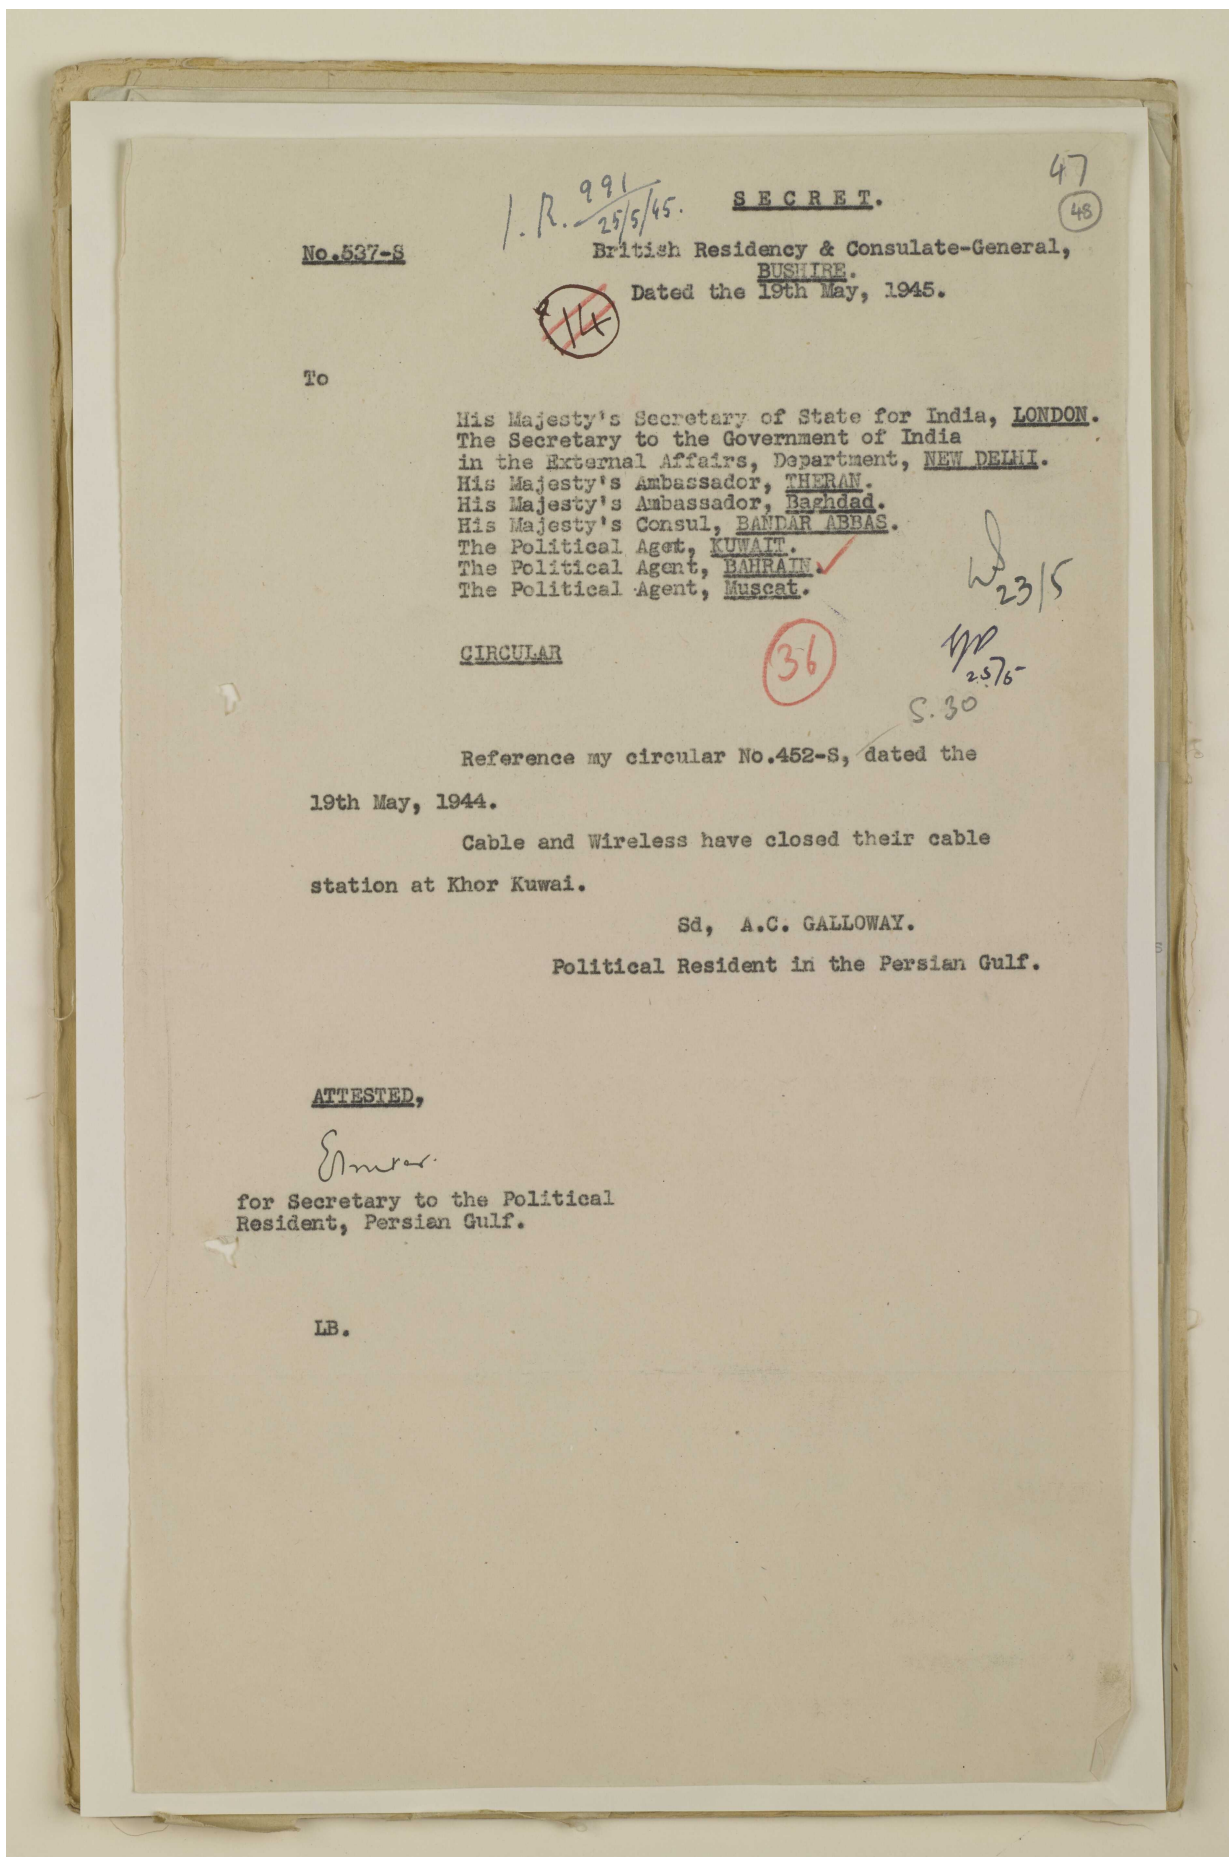 47
48
I.R. 991
25/5/45.
SECRET.
No.537-S
British Residency & Consulate-General,
BUSHIRE.
Dated the 19th May, 1945.
14
To
His Majesty's Secretary of State for India, LONDON.
The Secretary to the Government of India
in the External Affairs, Department, NEW DELHI.
His Majesty's Ambassador, THERAN.
His Majesty's Ambassador, Baghdad.
His Majesty's Consul, BANDAR ABBAS.
The Political Agent, KUWAIT.
The Political Agent, BAHRAIN.
The Political Agent, Muscat.
23/5
CIRCULAR
36
25/5
S.30
Reference my circular No.452-S, dated the
19th May, 1944.
Cable and Wireless have closed their cable
station at Khor Kuwai.
Sd, A.C. GALLOWAY.
Political Resident in the Persian Gulf.
ATTESTED,
for Secretary to the Political
Resident, Persian Gulf.
LB.